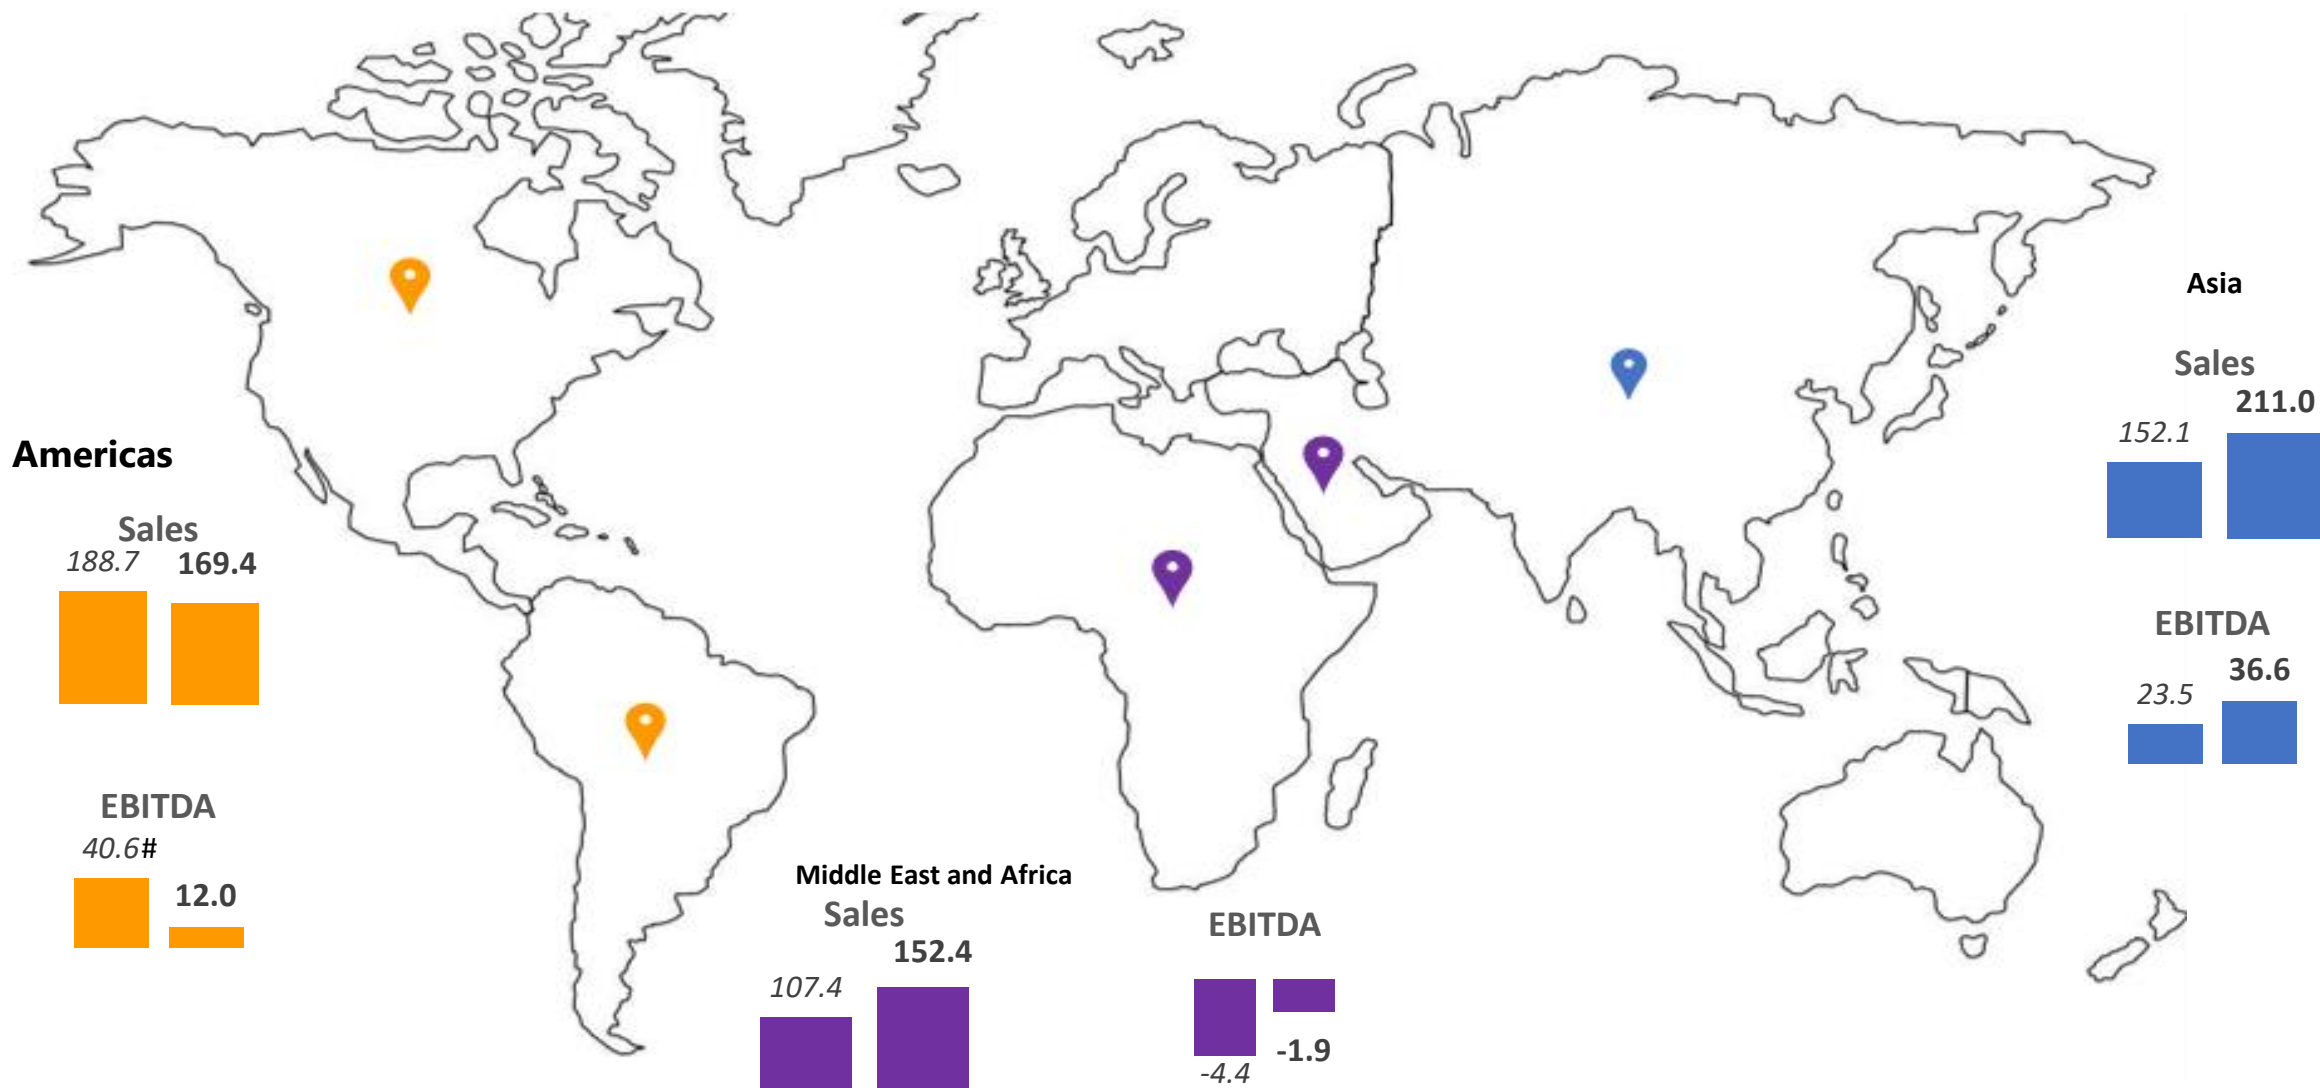 Americas
Sales
188.7 169.4
EBITDA
40.6#
12.0
Middle East and Africa
Sales
152.4
107.4
EBITDA
-1.9
-4.4
Asia
Sales
211.0
152.1
EBITDA
36.6
23.5